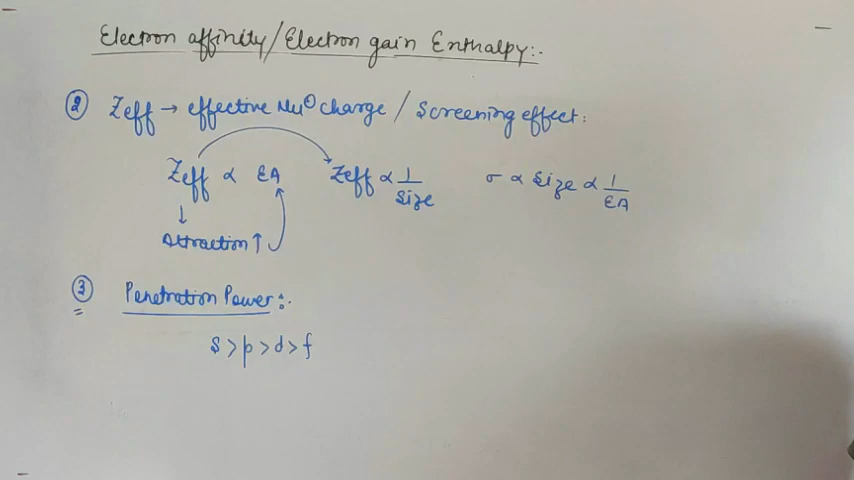 Electron affinity/Electron gain Enthalpy:-
② Zeff → effective Nuᶿ charge / Screening effect:
Zeff ∝ EA Zeff ∝ 1/Size σ ∝ Size ∝ 1/EA
↓
Attraction ↑
③ Penetration Power:-
s > p > d > f